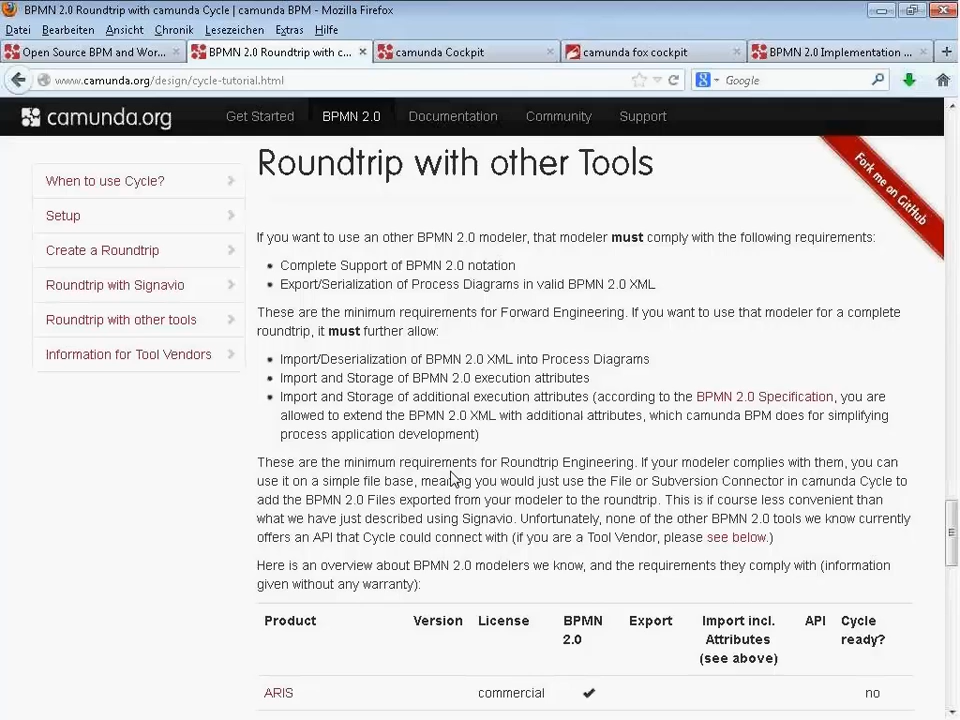 BPMN 2.0 Roundtrip with camunda Cycle | camunda BPM - Mozilla Firefox
Datei Bearbeiten Ansicht Chronik Lesezeichen Extras Hilfe
Open Source BPM and Wor... BPMN 2.0 Roundtrip with c... camunda Cockpit camunda fox cockpit BPMN 2.0 Implementation ...
www.camunda.org/design/cycle-tutorial.html Google
camunda.org Get Started BPMN 2.0 Documentation Community Support
Fork me on GitHub
When to use Cycle?
Setup
Create a Roundtrip
Roundtrip with Signavio
Roundtrip with other tools
Information for Tool Vendors
Roundtrip with other Tools
If you want to use an other BPMN 2.0 modeler, that modeler must comply with the following requirements:
Complete Support of BPMN 2.0 notation
Export/Serialization of Process Diagrams in valid BPMN 2.0 XML
These are the minimum requirements for Forward Engineering. If you want to use that modeler for a complete
roundtrip, it must further allow:
Import/Deserialization of BPMN 2.0 XML into Process Diagrams
Import and Storage of BPMN 2.0 execution attributes
Import and Storage of additional execution attributes (according to the BPMN 2.0 Specification, you are
allowed to extend the BPMN 2.0 XML with additional attributes, which camunda BPM does for simplifying
process application development)
These are the minimum requirements for Roundtrip Engineering. If your modeler complies with them, you can
use it on a simple file base, meaning you would just use the File or Subversion Connector in camunda Cycle to
add the BPMN 2.0 Files exported from your modeler to the roundtrip. This is if course less convenient than
what we have just described using Signavio. Unfortunately, none of the other BPMN 2.0 tools we know currently
offers an API that Cycle could connect with (if you are a Tool Vendor, please see below.)
Here is an overview about BPMN 2.0 modelers we know, and the requirements they comply with (information
given without any warranty):
Product Version License BPMN 2.0 Export Import incl. Attributes (see above) API Cycle ready?
ARIS commercial ✔ no